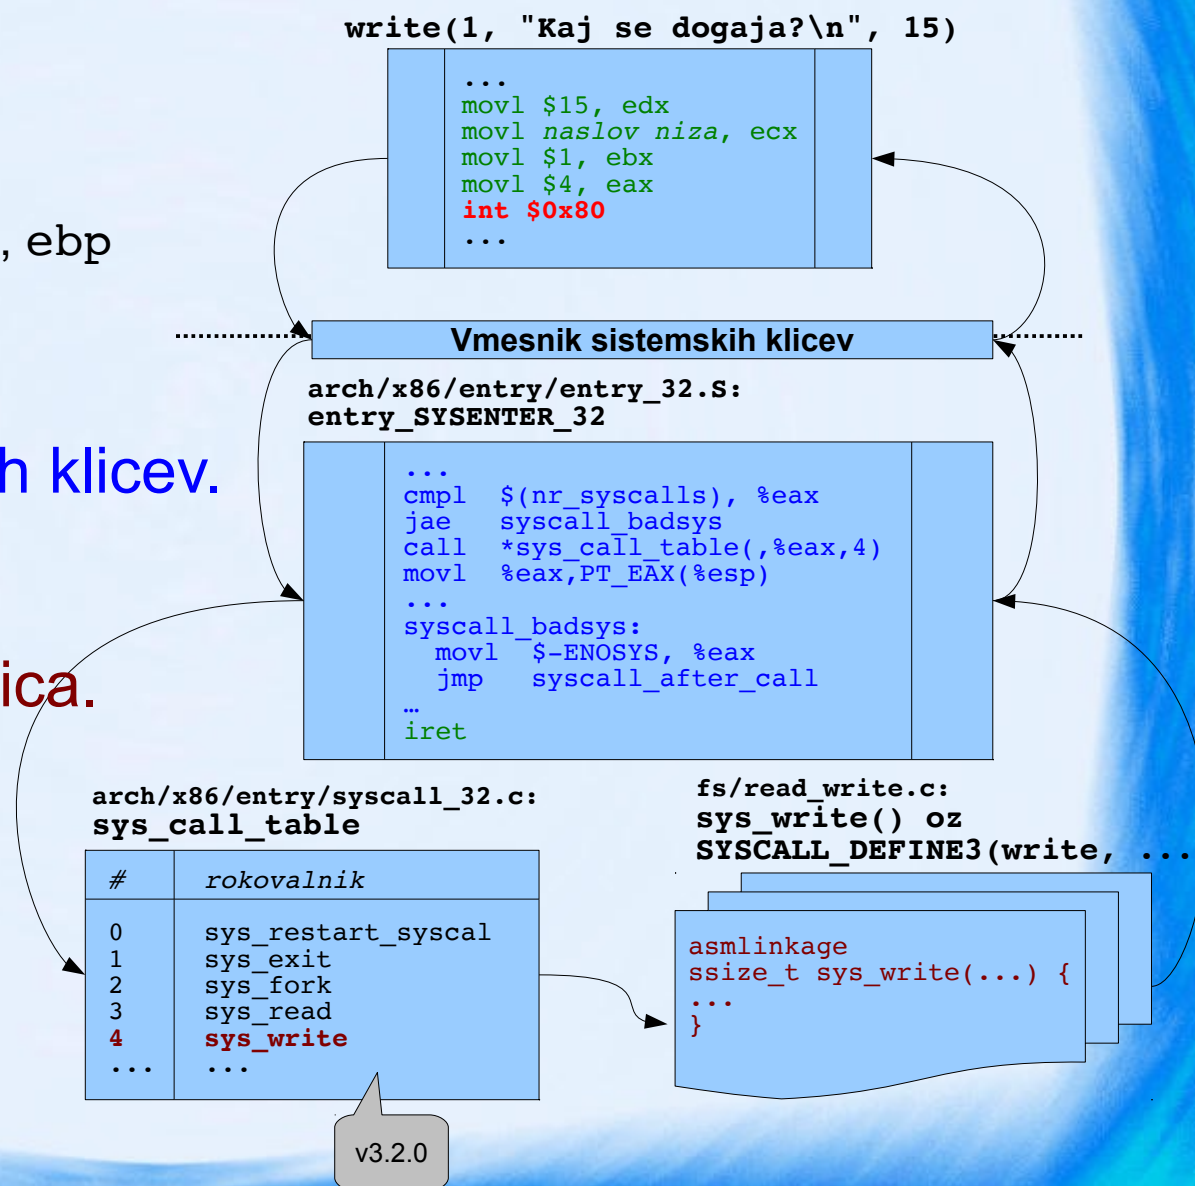 write(1, "Kaj se dogaja?\n", 15)
...
movl $15, edx
movl naslov niza, ecx
movl $1, ebx
movl $4, eax
int $0x80
...
, ebp
Vmesnik sistemskih klicev
arch/x86/entry/entry_32.S:
entry_SYSENTER_32
h klicev.
...
cmpl $(nr_syscalls), %eax
jae syscall_badsys
call *sys_call_table(,%eax,4)
movl %eax,PT_EAX(%esp)
...
syscall_badsys:
movl $-ENOSYS, %eax
jmp syscall_after_call
…
iret
ica.
arch/x86/entry/syscall_32.c:
sys_call_table
# rokovalnik
0 sys_restart_syscal
1 sys_exit
2 sys_fork
3 sys_read
4 sys_write
... ...
v3.2.0
fs/read_write.c:
sys_write() oz
SYSCALL_DEFINE3(write, ...
asmlinkage
ssize_t sys_write(...) {
...
}